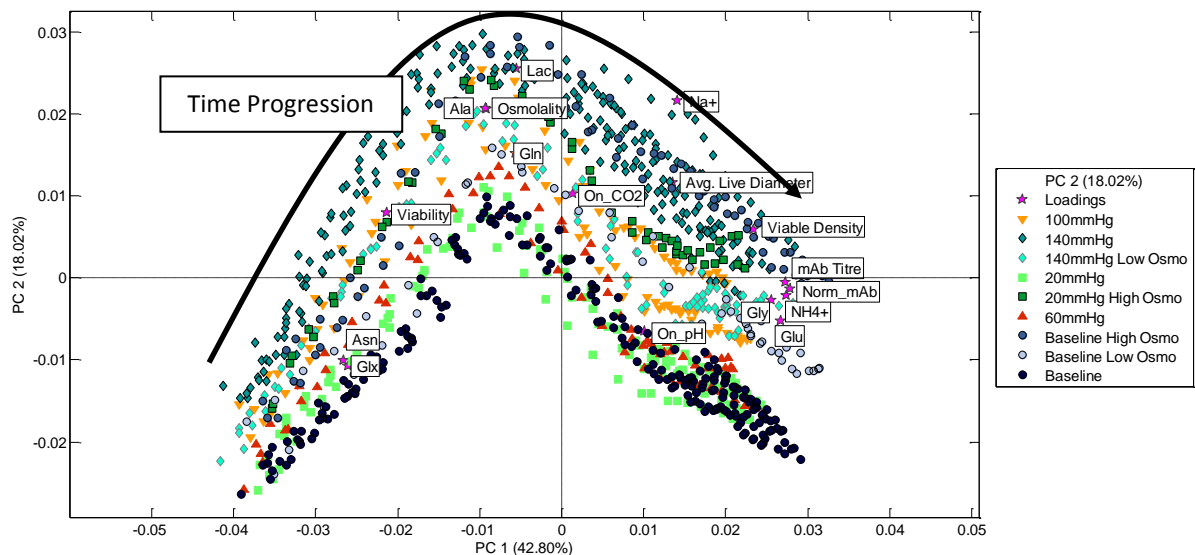 0.03
0.02
0.01
0
-0.01
-0.02
PC 2 (18.02%)
Time Progression
Lac
Na+
Ala
Osmolality
Gln
Avg. Live Diameter
On_CO2
Viability
Viable Density
mAb Titre
Norm_mAb
Gly
NH4+
Glu
On_pH
Asn
Glx
-0.05
-0.04
-0.03
-0.02
-0.01
0
0.01
0.02
0.03
0.04
0.05
PC 1 (42.80%)
PC 2 (18.02%)
Loadings
100mmHg
140mmHg
140mmHg Low Osmo
20mmHg
20mmHg High Osmo
60mmHg
Baseline High Osmo
Baseline Low Osmo
Baseline